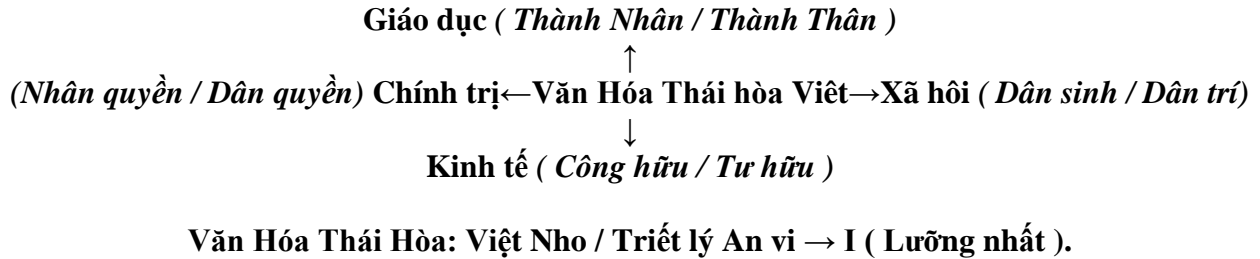 Giáo dục ( Thành Nhân / Thành Thân )
↑
(Nhân quyền / Dân quyền) Chính trị←Văn Hóa Thái hòa Viêt→Xã hôi ( Dân sinh / Dân trí)
↓
Kinh tế ( Công hữu / Tư hữu )
Văn Hóa Thái Hòa: Việt Nho / Triết lý An vi → I ( Lưỡng nhất ).